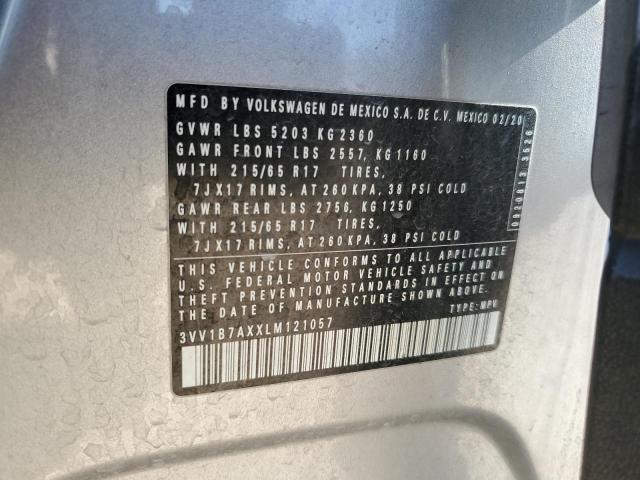 MFD BY VOLKSWAGEN DE MEXICO S.A. DE C.V. MEXICO 02/20
GVWR LBS 5203 KG 2360
GAWR FRONT LBS 2557, KG 1160
WITH 215/65 R17 TIRES,
7JX17 RIMS, AT 260 KPA, 38 PSI COLD
GAWR REAR LBS 2756, KG 1250
WITH 215/65 R17 TIRES,
7JX17 RIMS, AT 260 KPA, 38 PSI COLD
THIS VEHICLE CONFORMS TO ALL APPLICABLE
U.S. FEDERAL MOTOR VEHICLE SAFETY AND
THEFT PREVENTION STANDARDS IN EFFECT ON
THE DATE OF MANUFACTURE SHOWN ABOVE.
3VV1B7AXXLM121057 TYPE: MPV
0920813 3526